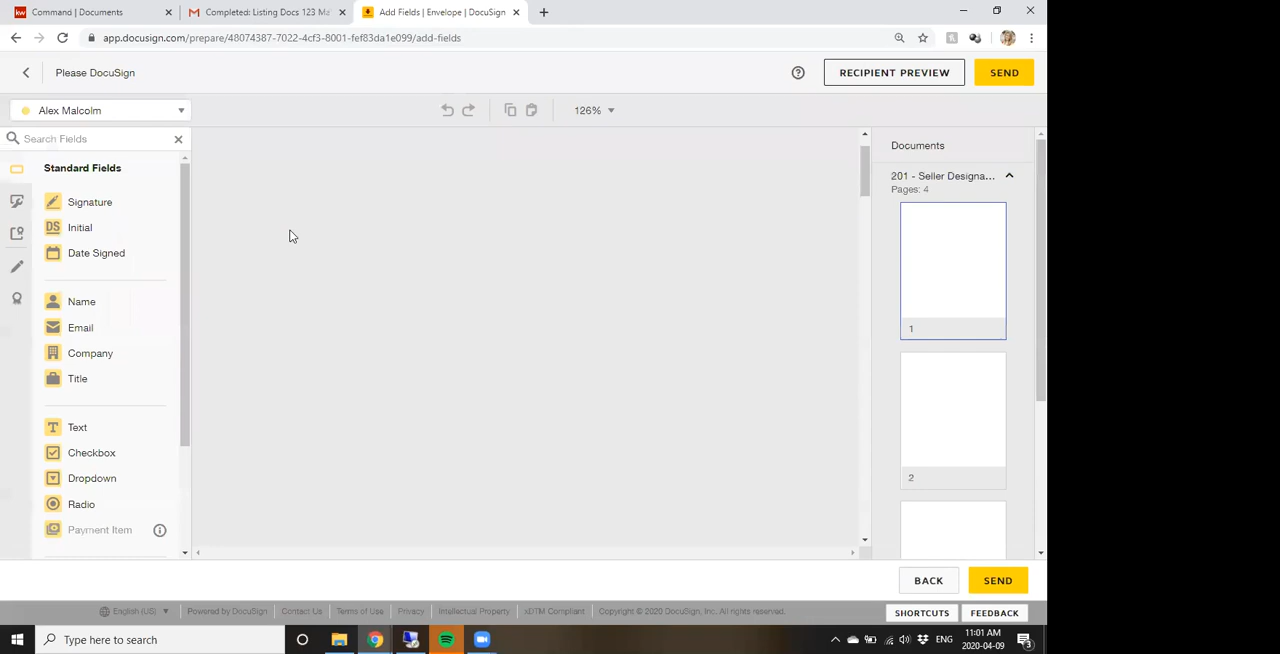 Command | Documents
Completed: Listing Docs 123 Ma
Add Fields | Envelope | DocuSign
app.docusign.com/prepare/48074387-7022-4cf3-8001-fef83da1e099/add-fields
Please DocuSign
RECIPIENT PREVIEW
SEND
Alex Malcolm
126%
Search Fields
Documents
Standard Fields
201 - Seller Designa...
Pages: 4
Signature
DS Initial
Date Signed
Name
1
Email
Company
Title
Text
Checkbox
Dropdown
2
Radio
Payment Item
BACK
SEND
English (US)
Powered by DocuSign
Contact Us
Terms of Use
Privacy
Intellectual Property
xDTM Compliant
Copyright © 2020 DocuSign, Inc. All rights reserved.
SHORTCUTS
FEEDBACK
Type here to search
ENG
11:01 AM
2020-04-09
3